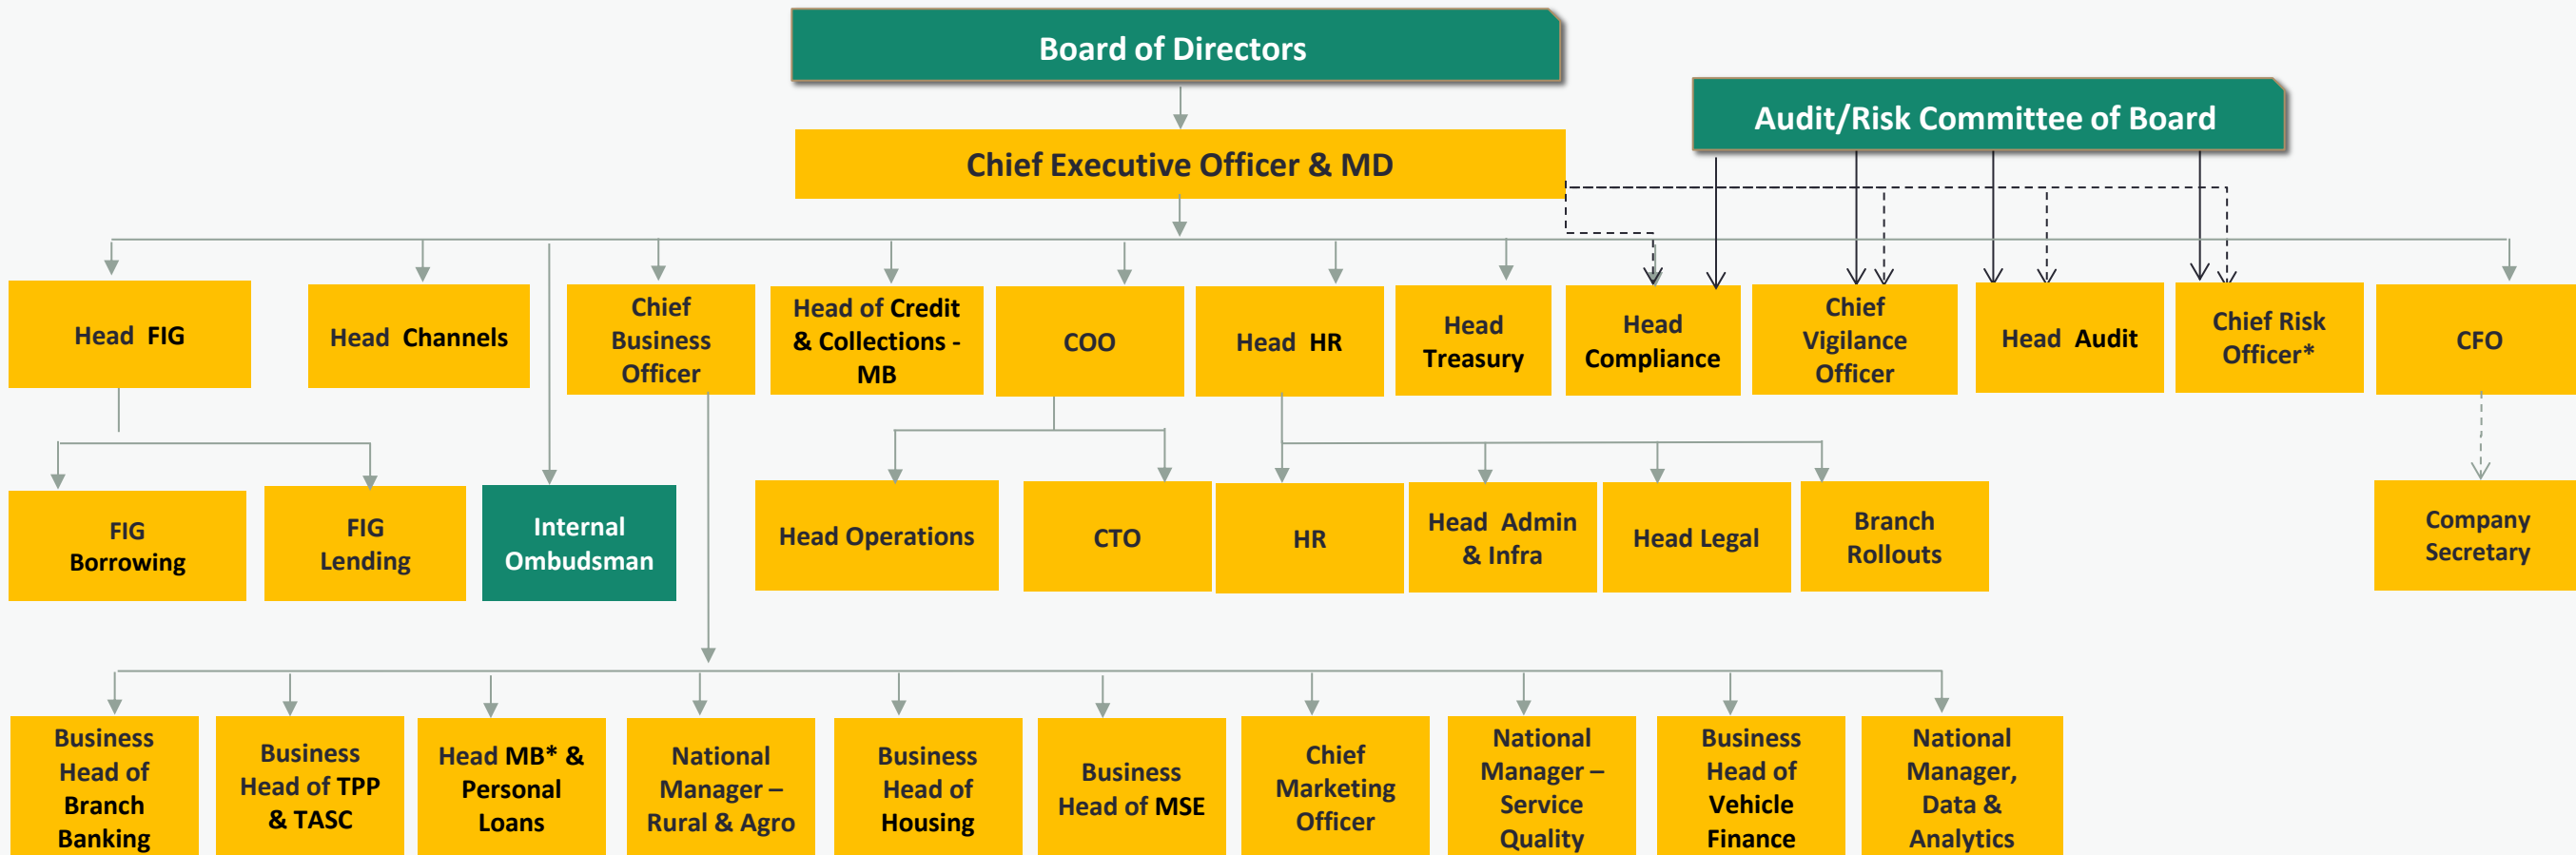 Board of Directors
Audit/Risk Committee of Board
Chief Executive Officer & MD
Head FIG
Head Channels
Chief
Business
Officer
Head of Credit
& Collections -
MB
COO
Head HR
Head
Treasury
Head
Compliance
Chief
Vigilance
Officer
Head Audit
Chief Risk
Officer*
CFO
FIG
Borrowing
FIG
Lending
Internal
Ombudsman
Head Operations
CTO
HR
Head Admin
& Infra
Head Legal
Branch
Rollouts
Company
Secretary
Business
Head of
Branch
Banking
Business
Head of TPP
& TASC
Head MB* &
Personal
Loans
National
Manager –
Rural & Agro
Business
Head of
Housing
Business
Head of MSE
Chief
Marketing
Officer
National
Manager –
Service
Quality
Business
Head of
Vehicle
Finance
National
Manager,
Data &
Analytics